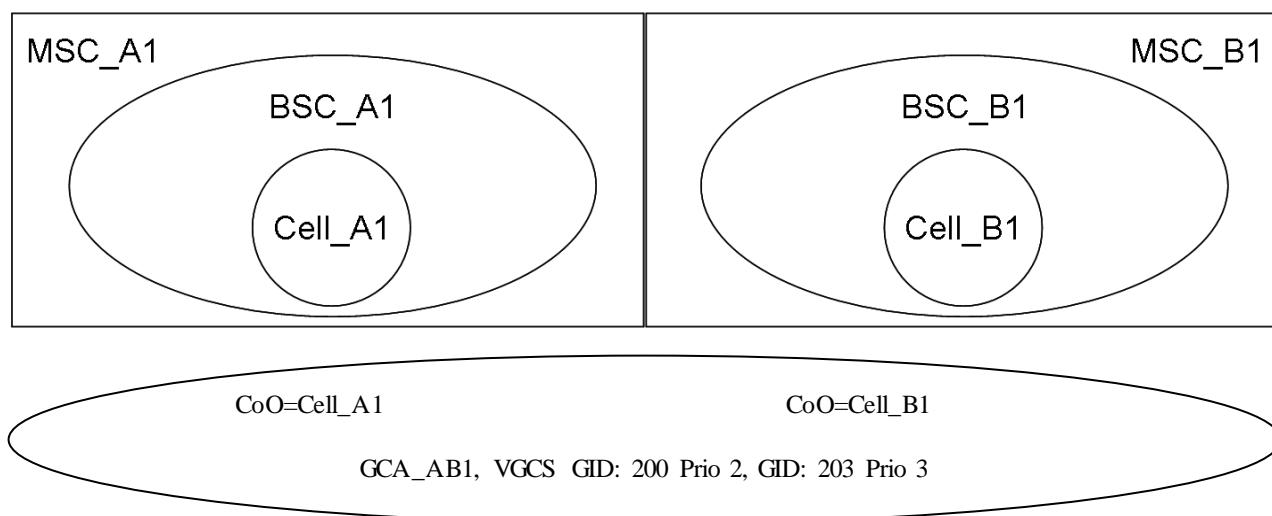 MSC_A1
MSC_B1
BSC_A1
BSC_B1
Cell_A1
Cell_B1
CoO=Cell_A1
CoO=Cell_B1
GCA_AB1, VGCS GID: 200 Prio 2, GID: 203 Prio 3